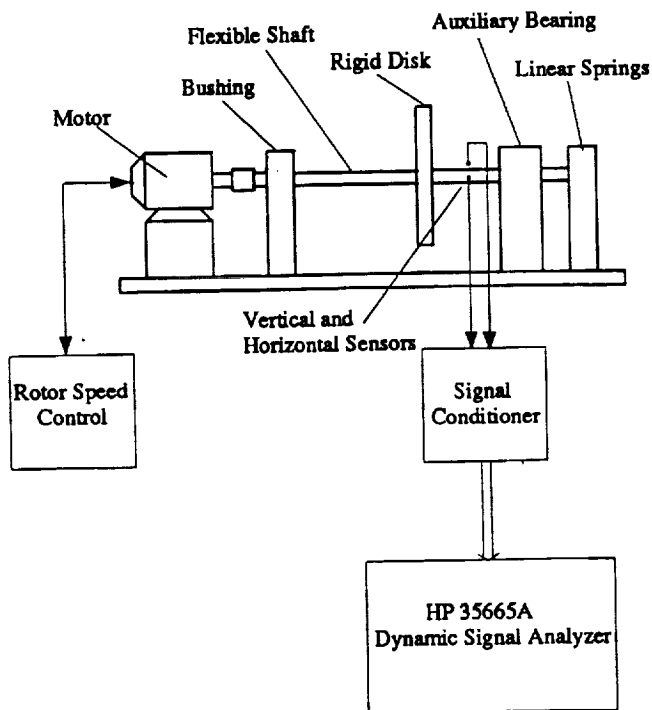 Auxiliary Bearing
Flexible Shaft
Rigid Disk
Linear Springs
Bushing
Motor
Vertical and
Horizontal Sensors
Rotor Speed
Control
Signal
Conditioner
HP 35665A
Dynamic Signal Analyzer